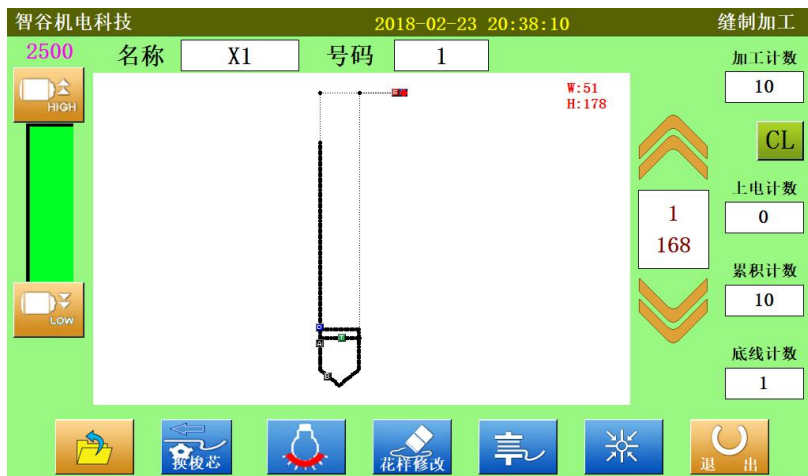 智谷机电科技 2018-02-23 20:38:10 缝制加工
2500 名称 X1 号码 1 加工计数
10
HIGH
W:51
H:178
CL
上电计数
0
1
168
累积计数
10
LOW
底线计数
1
换梭芯 花样修改 退 出